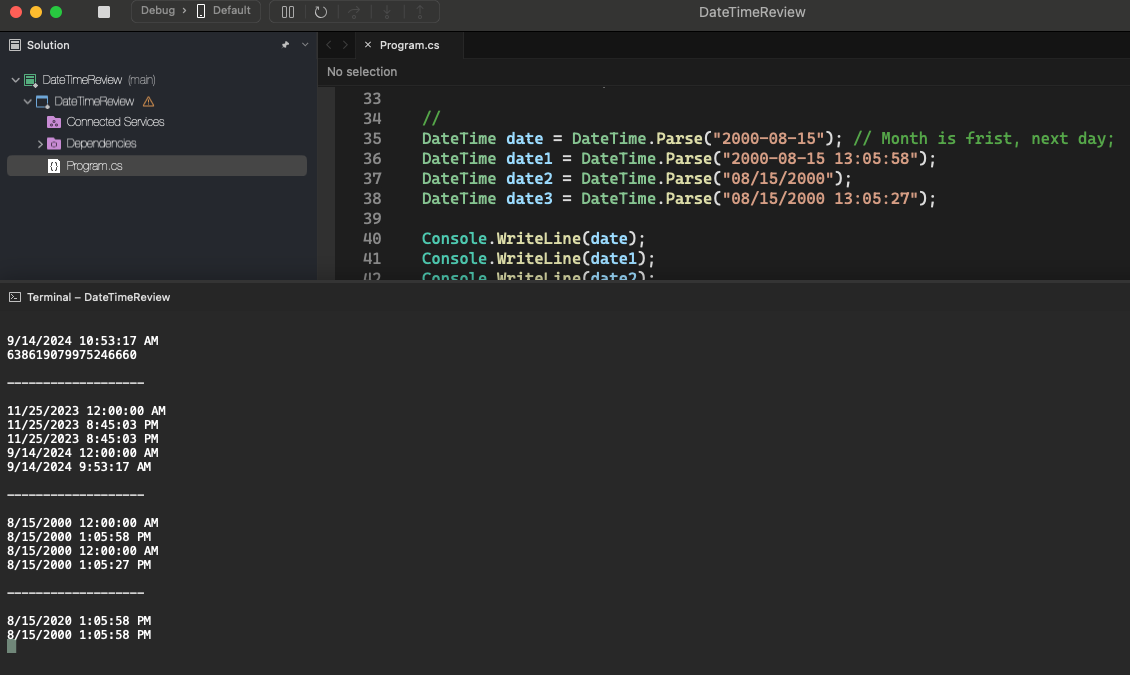 Debug > Default
DateTimeReview
Solution
Program.cs
No selection
DateTimeReview (main)
DateTimeReview
Connected Services
Dependencies
Program.cs
33
34 //
35 DateTime date = DateTime.Parse("2000-08-15"); // Month is frist, next day;
36 DateTime date1 = DateTime.Parse("2000-08-15 13:05:58");
37 DateTime date2 = DateTime.Parse("08/15/2000");
38 DateTime date3 = DateTime.Parse("08/15/2000 13:05:27");
39
40 Console.WriteLine(date);
41 Console.WriteLine(date1);
42 Console.WriteLine(date2);
Terminal – DateTimeReview
9/14/2024 10:53:17 AM
638619079975246660
-------------------
11/25/2023 12:00:00 AM
11/25/2023 8:45:03 PM
11/25/2023 8:45:03 PM
9/14/2024 12:00:00 AM
9/14/2024 9:53:17 AM
-------------------
8/15/2000 12:00:00 AM
8/15/2000 1:05:58 PM
8/15/2000 12:00:00 AM
8/15/2000 1:05:27 PM
-------------------
8/15/2020 1:05:58 PM
8/15/2000 1:05:58 PM